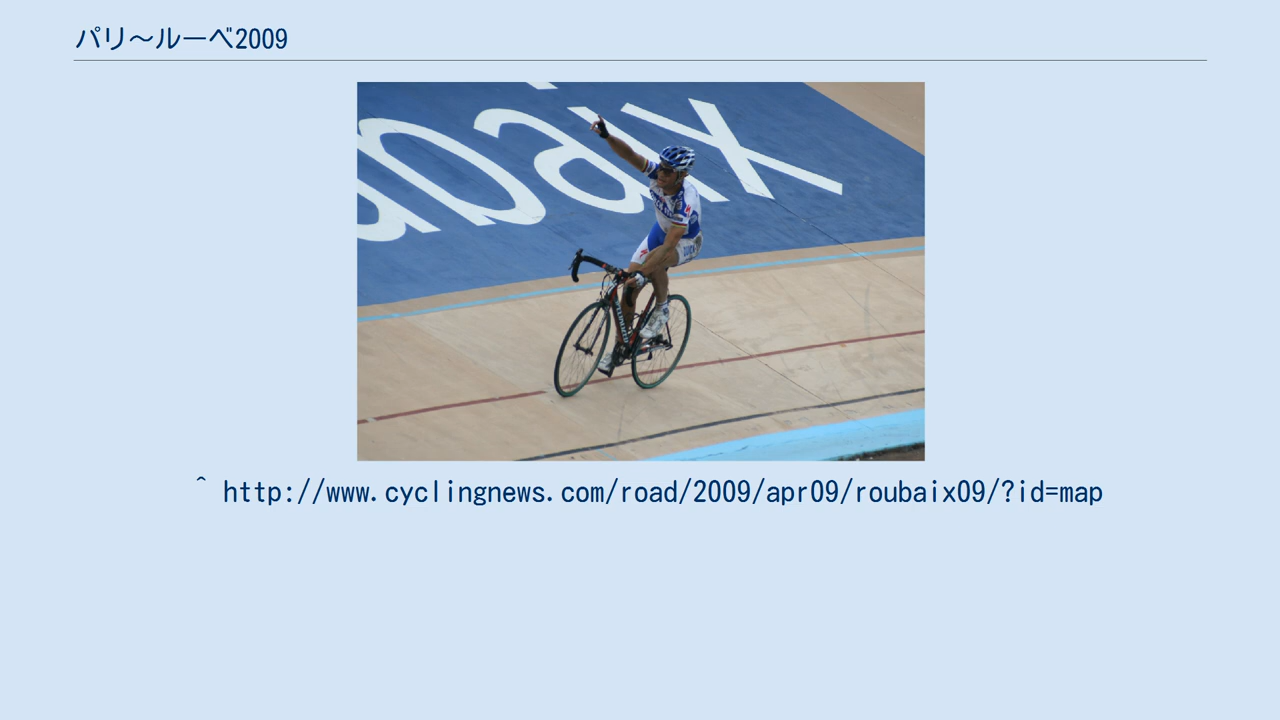 パリ〜ルーベ2009
baix
^ http://www.cyclingnews.com/road/2009/apr09/roubaix09/?id=map